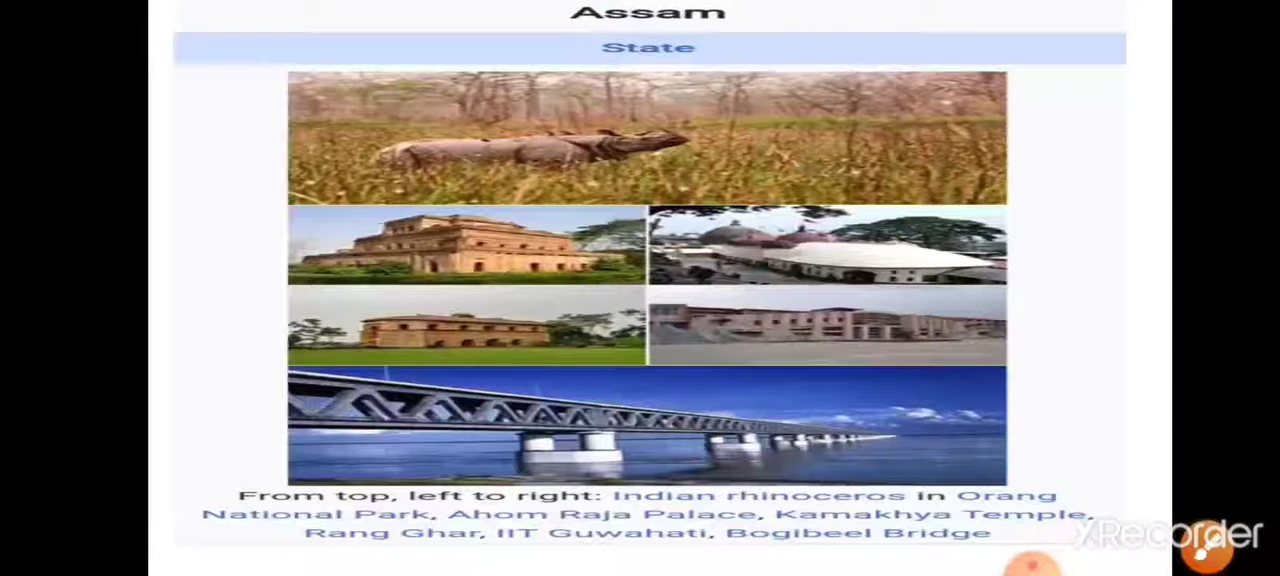 Assam
State
From top, left to right: Indian rhinoceros in Orang
National Park, Ahom Raja Palace, Kamakhya Temple,
Rang Ghar, IIT Guwahati, Bogibeel Bridge
XRecorder